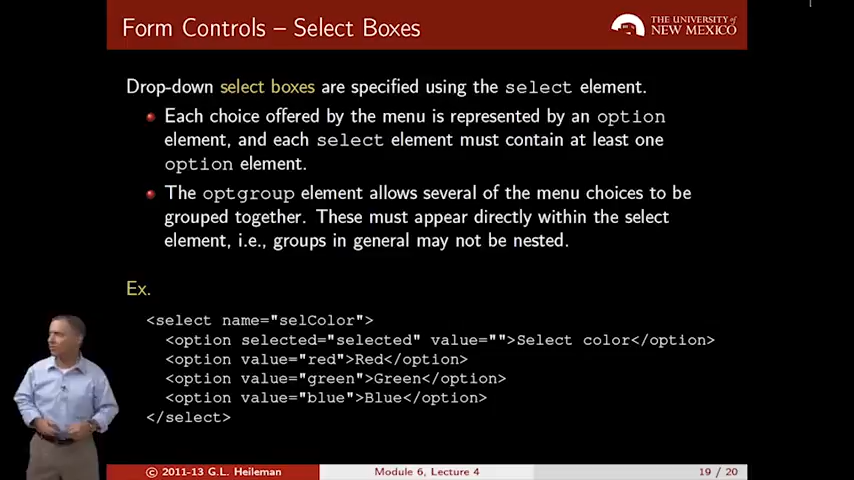 Form Controls – Select Boxes
THE UNIVERSITY of
NEW MEXICO
Drop-down select boxes are specified using the select element.
Each choice offered by the menu is represented by an option
element, and each select element must contain at least one
option element.
The optgroup element allows several of the menu choices to be
grouped together. These must appear directly within the select
element, i.e., groups in general may not be nested.
Ex.
<select name="selColor">
<option selected="selected" value="">Select color</option>
<option value="red">Red</option>
<option value="green">Green</option>
<option value="blue">Blue</option>
</select>
© 2011-13 G.L. Heileman
Module 6, Lecture 4
19 / 20